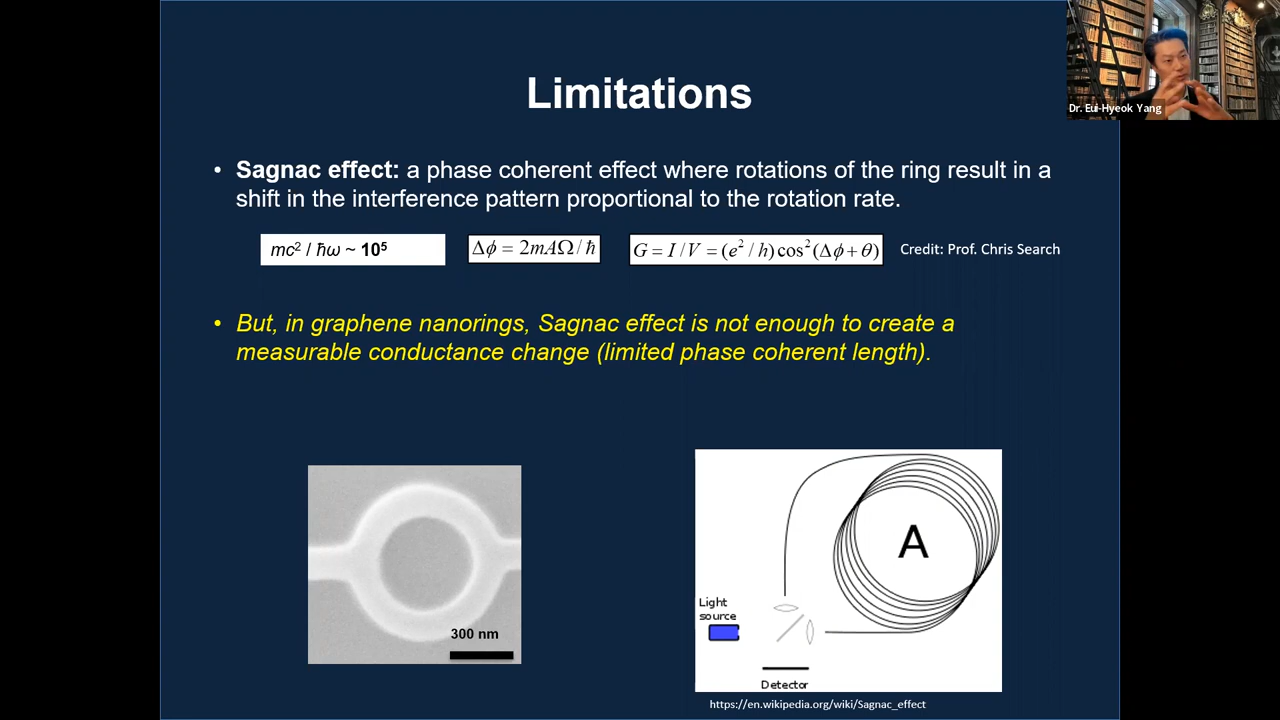 Limitations
• Sagnac effect: a phase coherent effect where rotations of the ring result in a
shift in the interference pattern proportional to the rotation rate.
mc² / ħω ~ 10⁵
Δϕ = 2mAΩ/ħ
G = I/V = (e²/h)cos²(Δϕ+θ)
Credit: Prof. Chris Search
• But, in graphene nanorings, Sagnac effect is not enough to create a
measurable conductance change (limited phase coherent length).
300 nm
A
Light
source
Detector
https://en.wikipedia.org/wiki/Sagnac_effect
Dr. Eui-Hyeok Yang